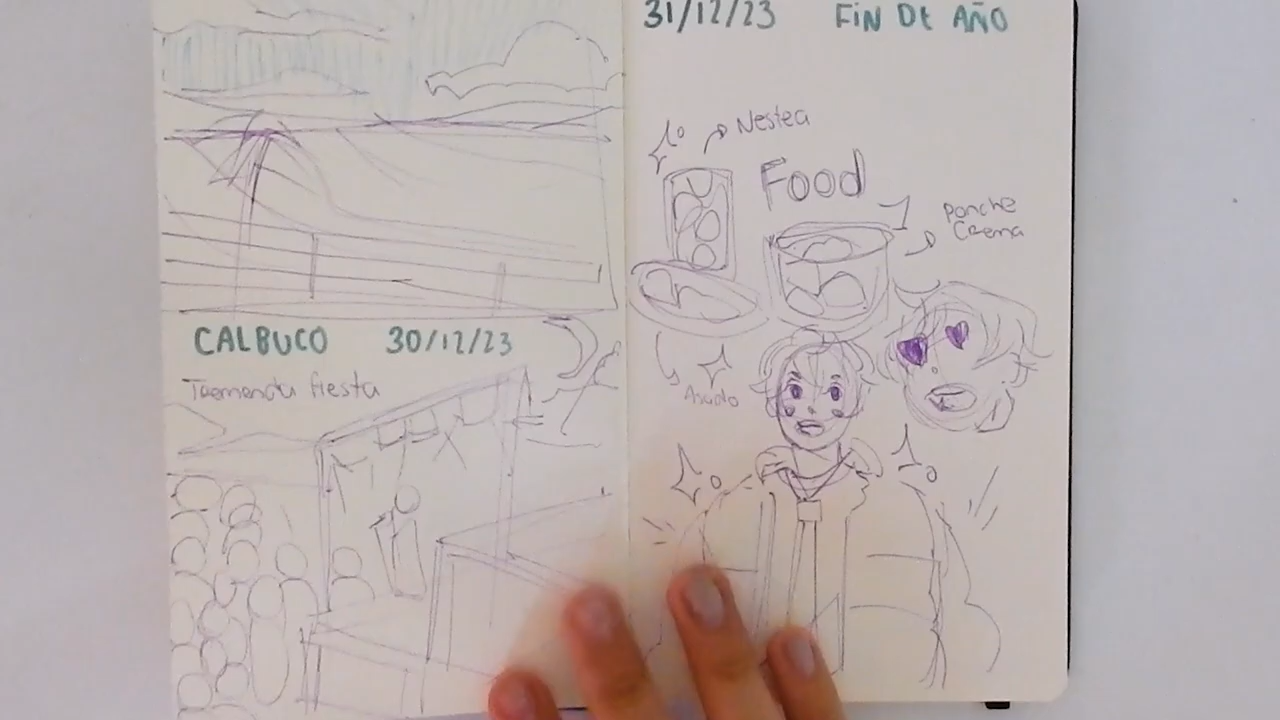 CALBUCO 30/12/23
Tremenda fiesta
31/12/23 FIN DE AÑO
Nestea
Food
Ponche
Crema
Asado